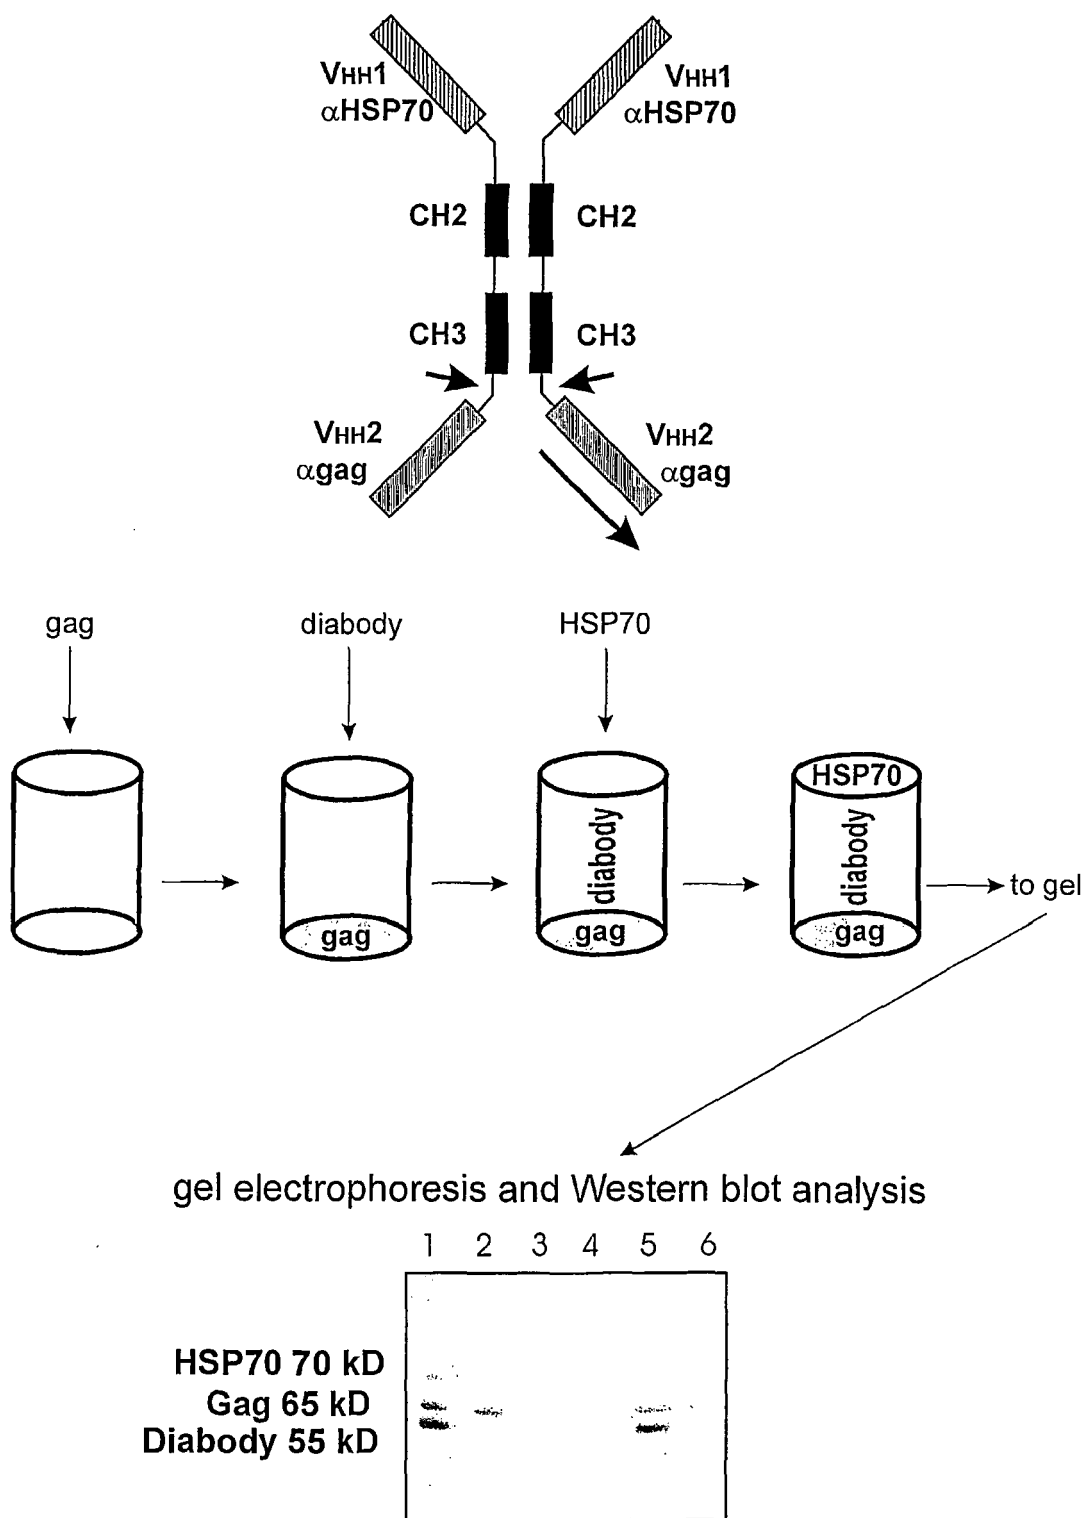 VHH1
αHSP70
VHH1
αHSP70
CH2
CH2
CH3
CH3
VHH2
αgag
VHH2
αgag
gag
diabody
HSP70
gag
diabody
gag
HSP70
diabody
gag
to gel
gel electrophoresis and Western blot analysis
1 2 3 4 5 6
HSP70 70 kD
Gag 65 kD
Diabody 55 kD